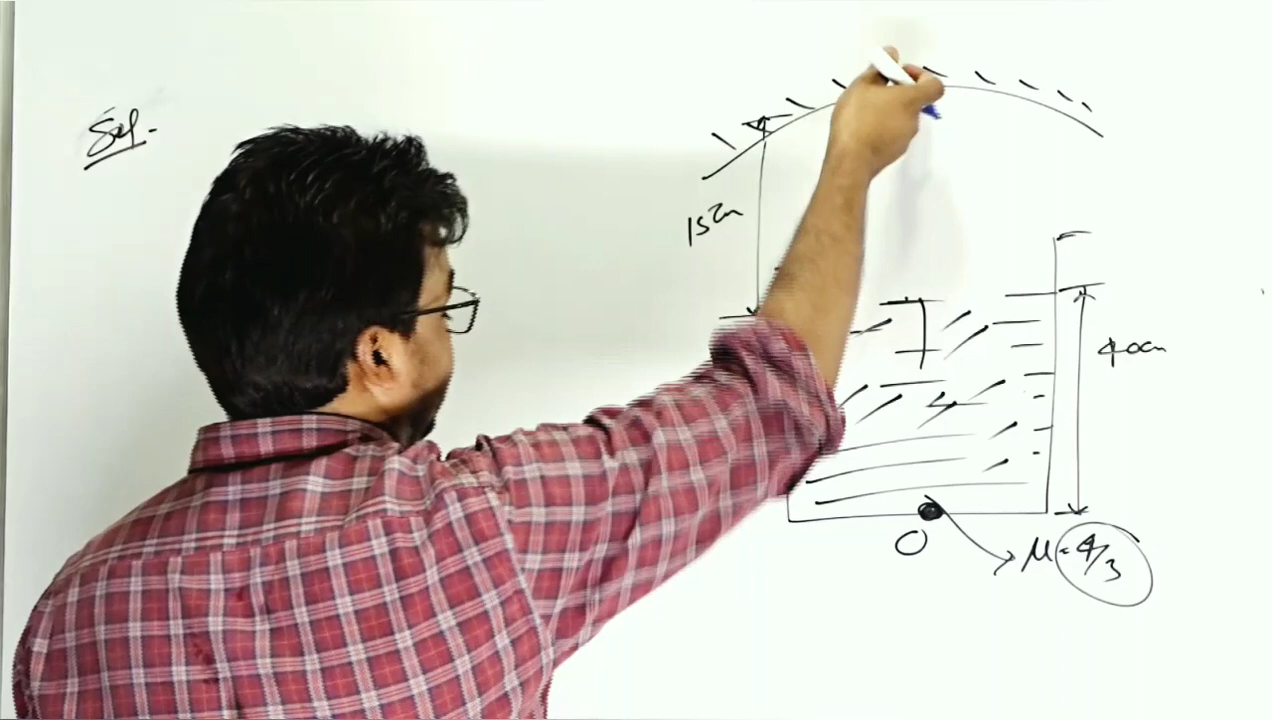 Sol.
15cm
40cm
O
μ = 4/3